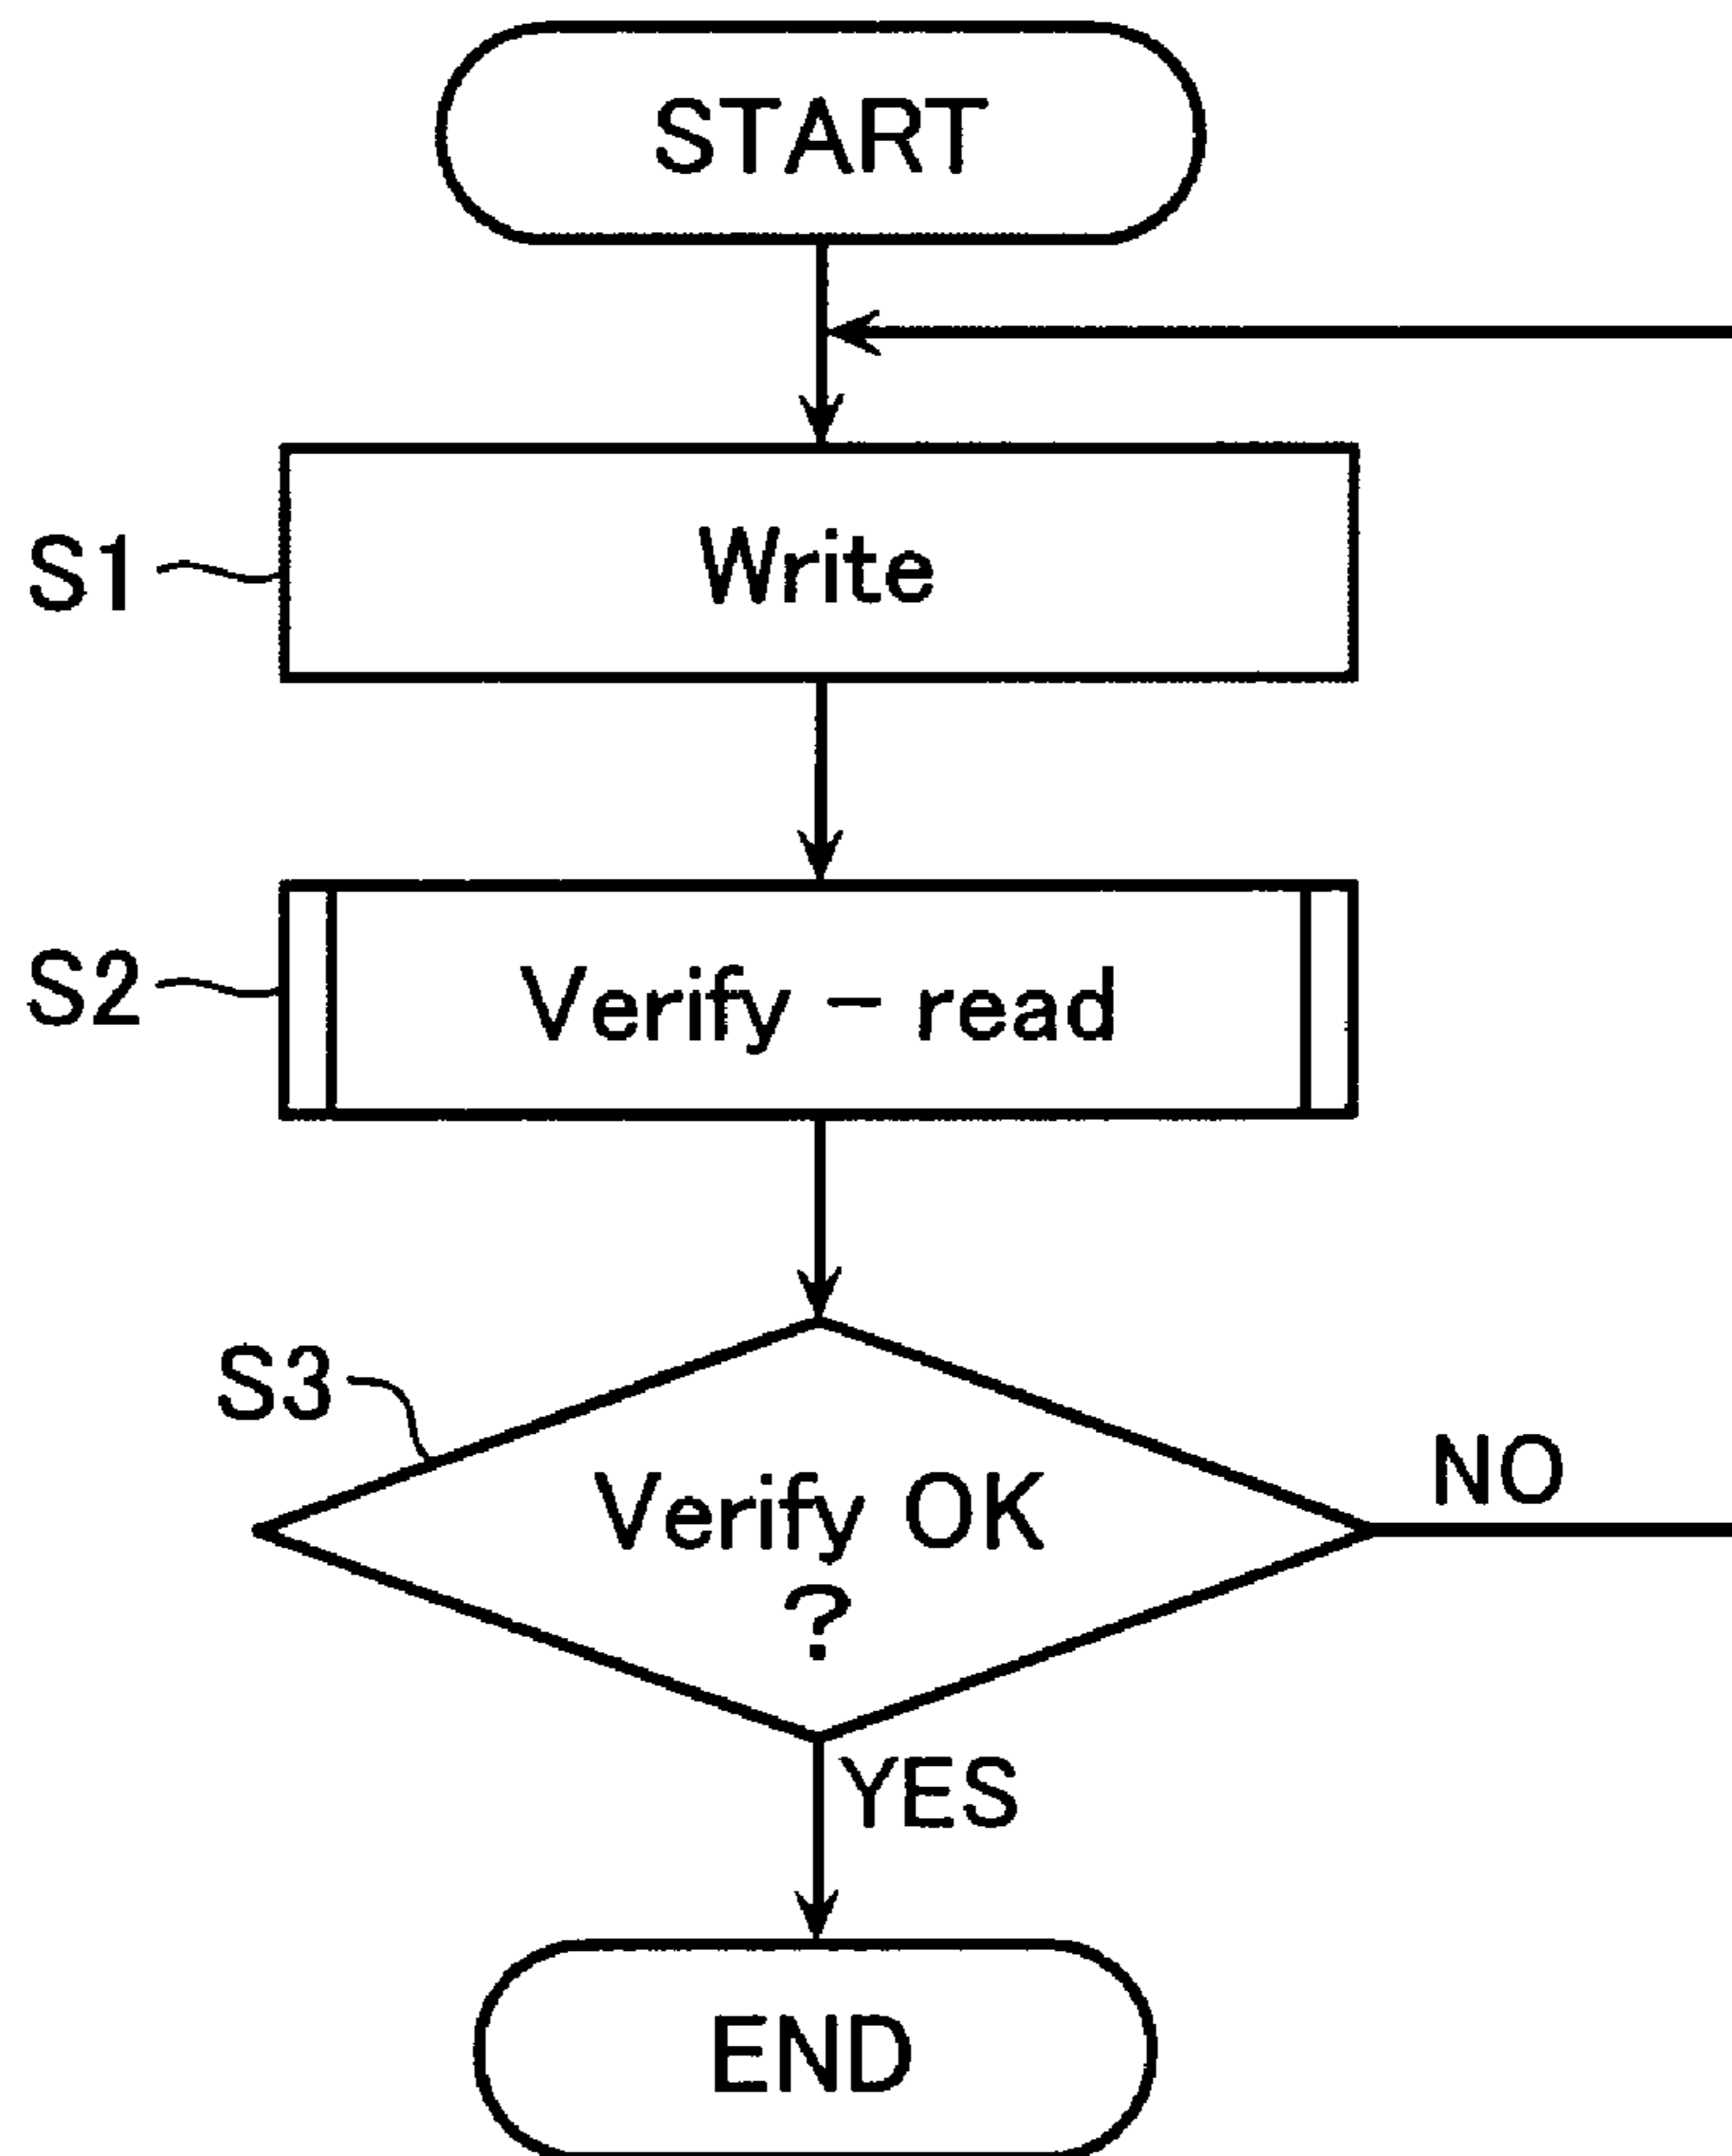 START
S1
Write
S2
Verify - read
S3
Verify OK
?
NO
YES
END